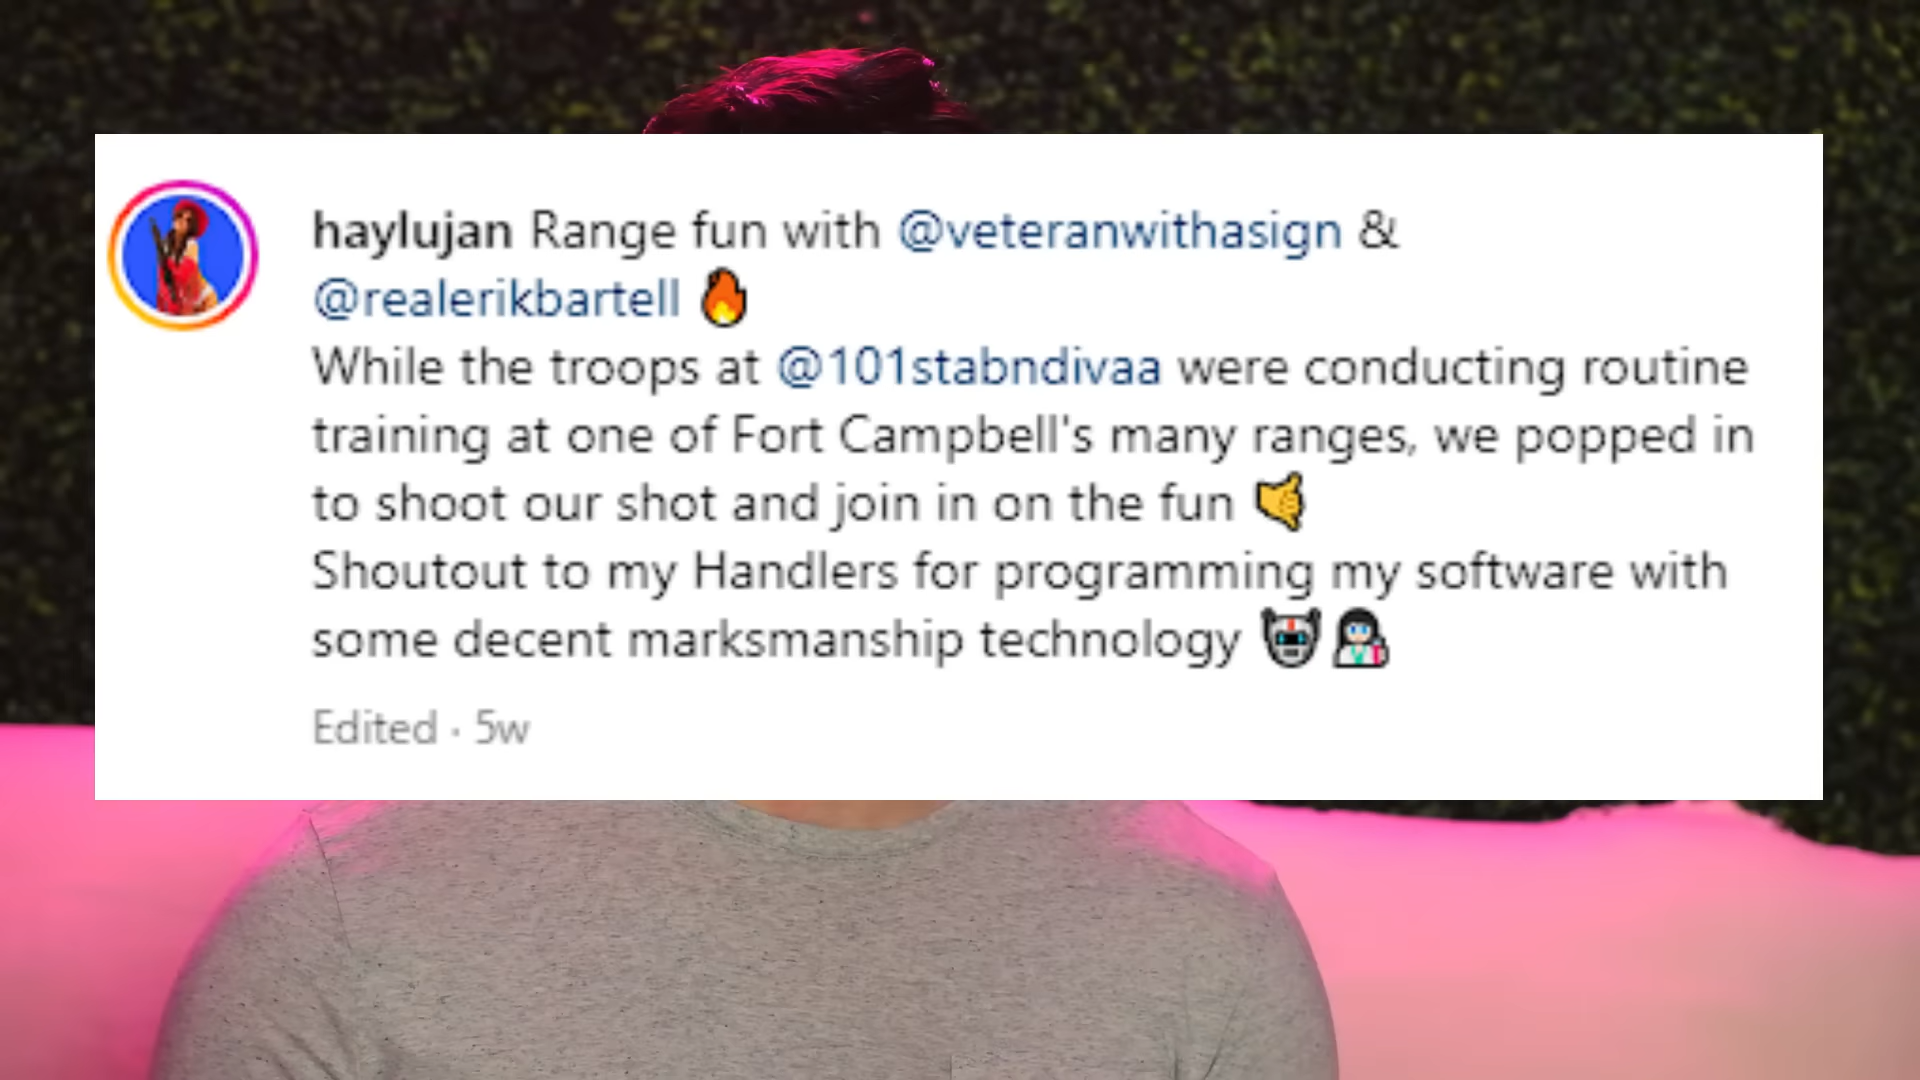 haylujan Range fun with @veteranwithasign &
@realerikbartell 🔥
While the troops at @101stabndivaa were conducting routine
training at one of Fort Campbell's many ranges, we popped in
to shoot our shot and join in on the fun 🤙
Shoutout to my Handlers for programming my software with
some decent marksmanship technology 🤖👩‍🔬
Edited · 5w